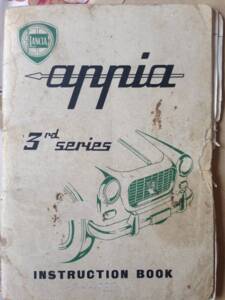 LANCIA
appia
3rd series
INSTRUCTION BOOK